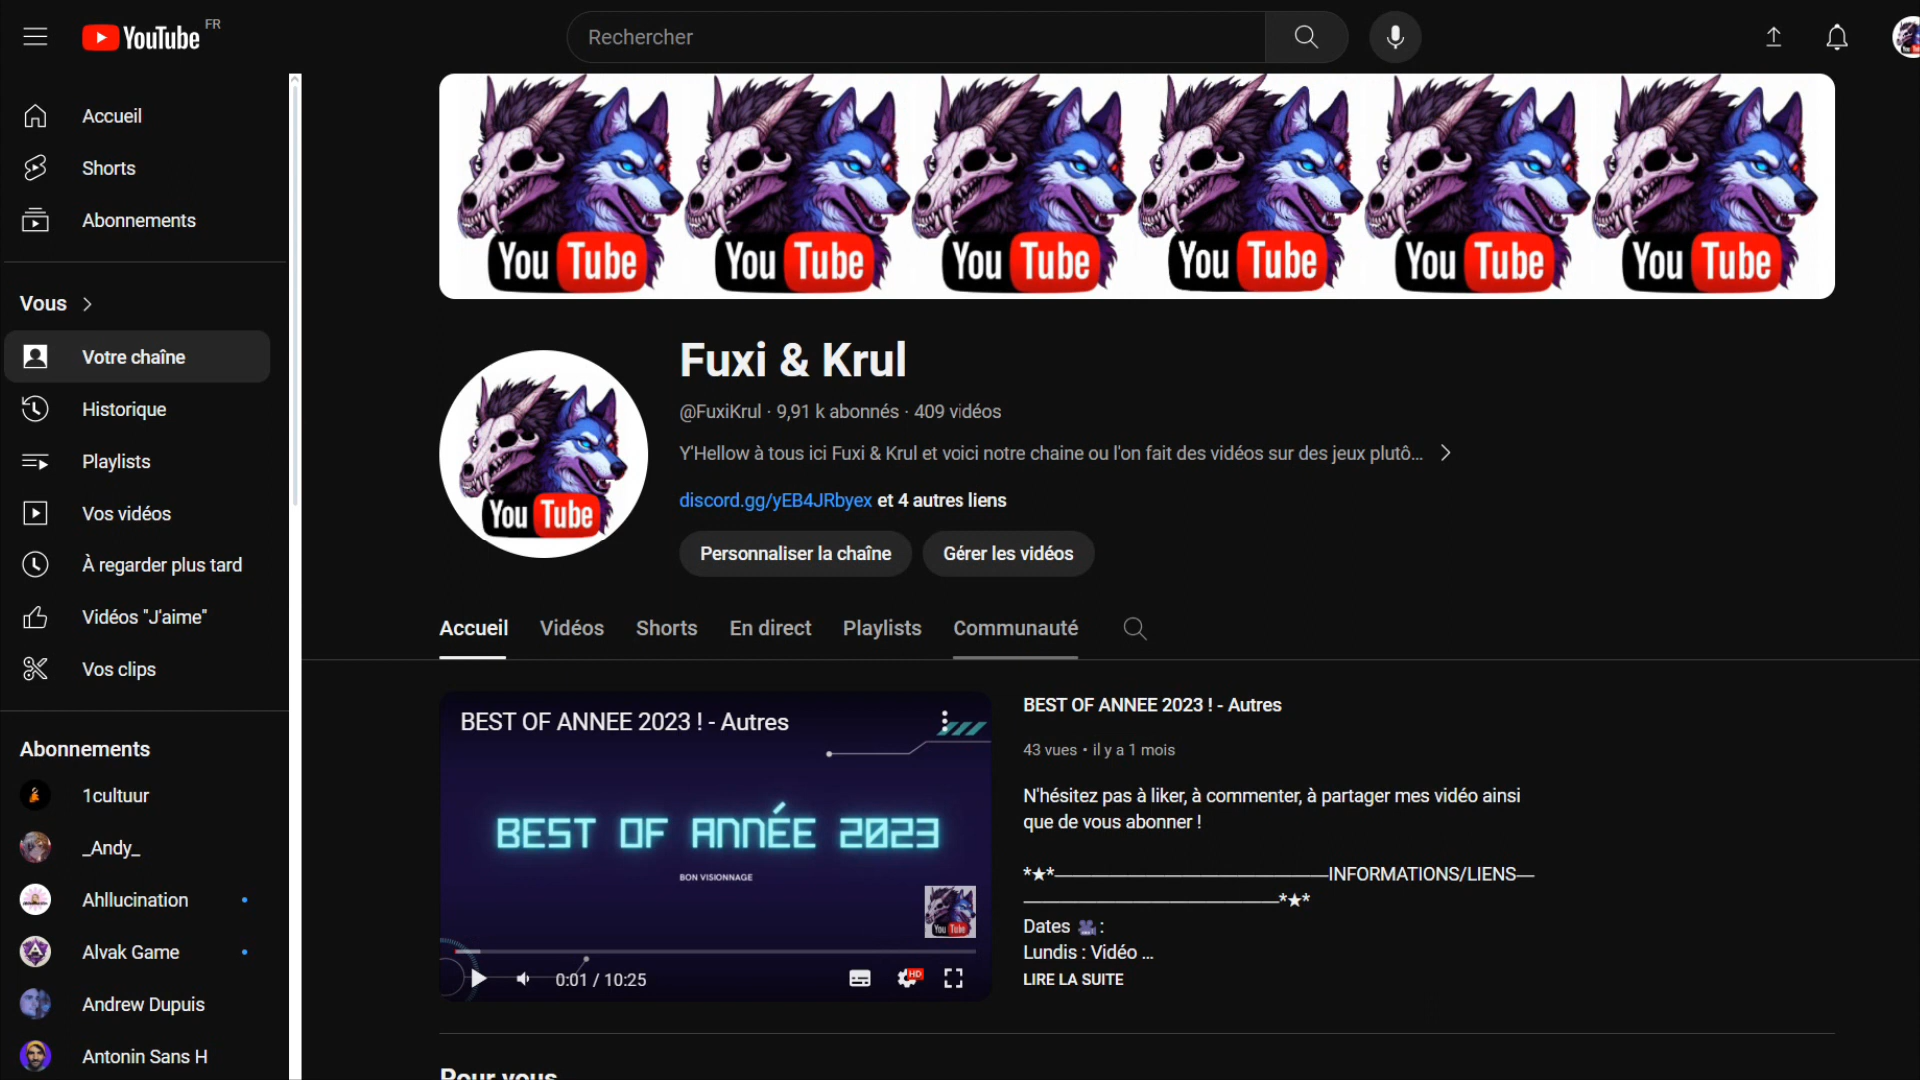 YouTube FR
Rechercher
Accueil
Shorts
Abonnements
Vous
Votre chaîne
Historique
Playlists
Vos vidéos
À regarder plus tard
Vidéos "J'aime"
Vos clips
Abonnements
1cultuur
_Andy_
Ahllucination
Alvak Game
Andrew Dupuis
Antonin Sans H
You Tube You Tube You Tube You Tube You Tube You Tube
You Tube
Fuxi & Krul
@FuxiKrul · 9,91 k abonnés · 409 vidéos
Y'Hellow à tous ici Fuxi & Krul et voici notre chaine ou l'on fait des vidéos sur des jeux plutô...
discord.gg/yEB4JRbyex et 4 autres liens
Personnaliser la chaîne Gérer les vidéos
Accueil Vidéos Shorts En direct Playlists Communauté
BEST OF ANNEE 2023 ! - Autres
BEST OF ANNÉE 2023
BON VISIONNAGE
You Tube
0:01 / 10:25
HD
BEST OF ANNEE 2023 ! - Autres
43 vues • il y a 1 mois
N'hésitez pas à liker, à commenter, à partager mes vidéo ainsi
que de vous abonner !
*★*———————————————INFORMATIONS/LIENS—
——————————————*★*
Dates 🎥 :
Lundis : Vidéo ...
LIRE LA SUITE
Pour vous